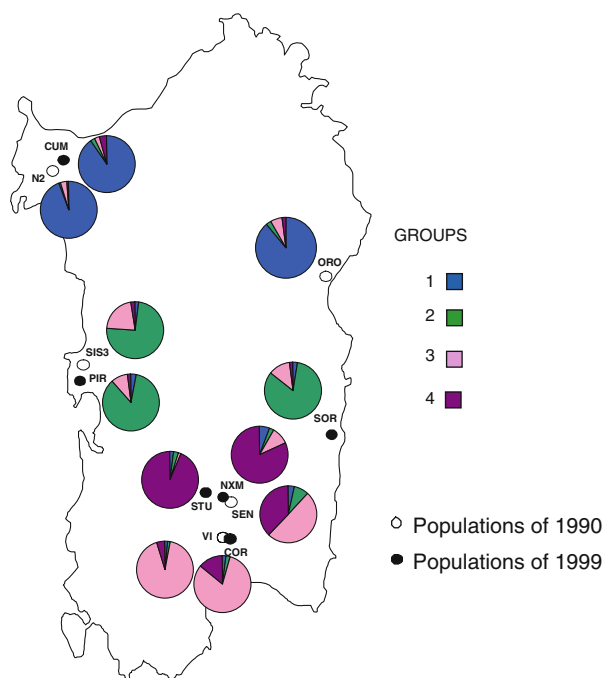 CUM
N2
ORO
GROUPS
1
2
3
4
SIS3
PIR
SOR
NXM
STU
SEN
VI
COR
Populations of 1990
Populations of 1999